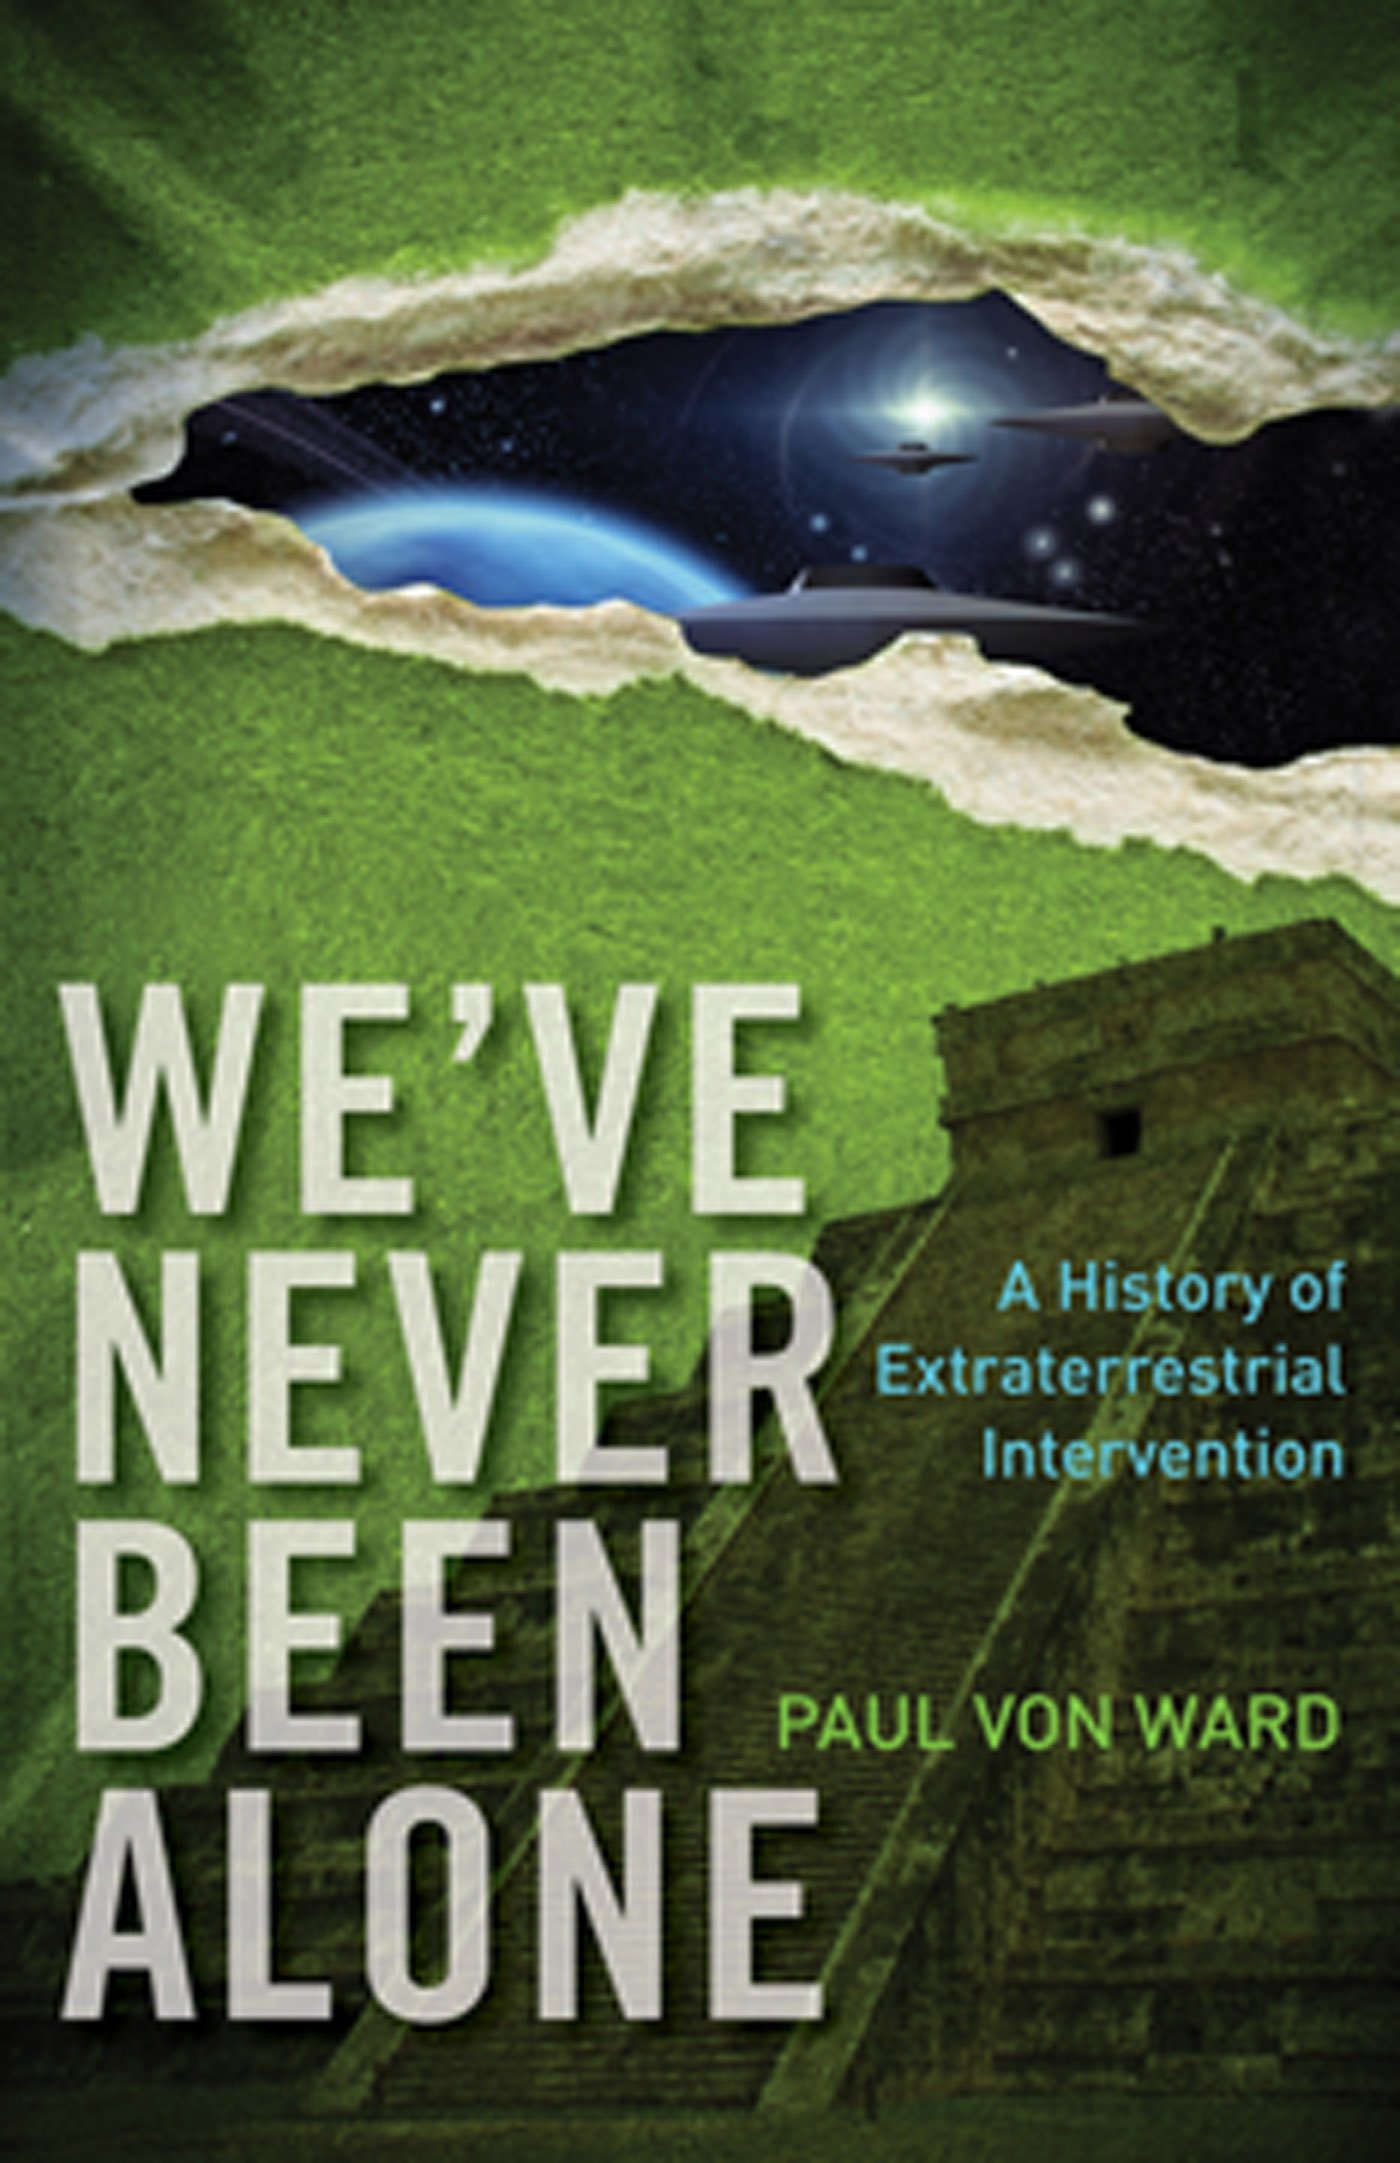 WE'VE
NEVER
BEEN
ALONE
A History of
Extraterrestrial
Intervention
PAUL VON WARD